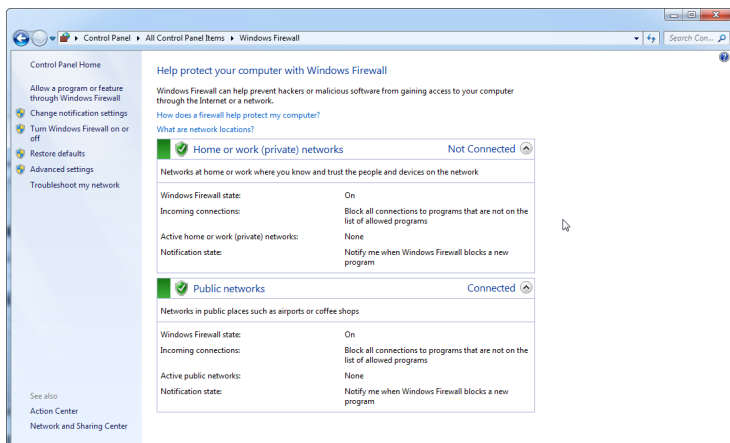 Control Panel ▸ All Control Panel Items ▸ Windows Firewall
Search Con...
Control Panel Home
Allow a program or feature
through Windows Firewall
Change notification settings
Turn Windows Firewall on or
off
Restore defaults
Advanced settings
Troubleshoot my network
See also
Action Center
Network and Sharing Center
Help protect your computer with Windows Firewall
Windows Firewall can help prevent hackers or malicious software from gaining access to your computer
through the Internet or a network.
How does a firewall help protect my computer?
What are network locations?
Home or work (private) networks Not Connected
Networks at home or work where you know and trust the people and devices on the network
Windows Firewall state: On
Incoming connections: Block all connections to programs that are not on the
list of allowed programs
Active home or work (private) networks: None
Notification state: Notify me when Windows Firewall blocks a new
program
Public networks Connected
Networks in public places such as airports or coffee shops
Windows Firewall state: On
Incoming connections: Block all connections to programs that are not on the
list of allowed programs
Active public networks: None
Notification state: Notify me when Windows Firewall blocks a new
program